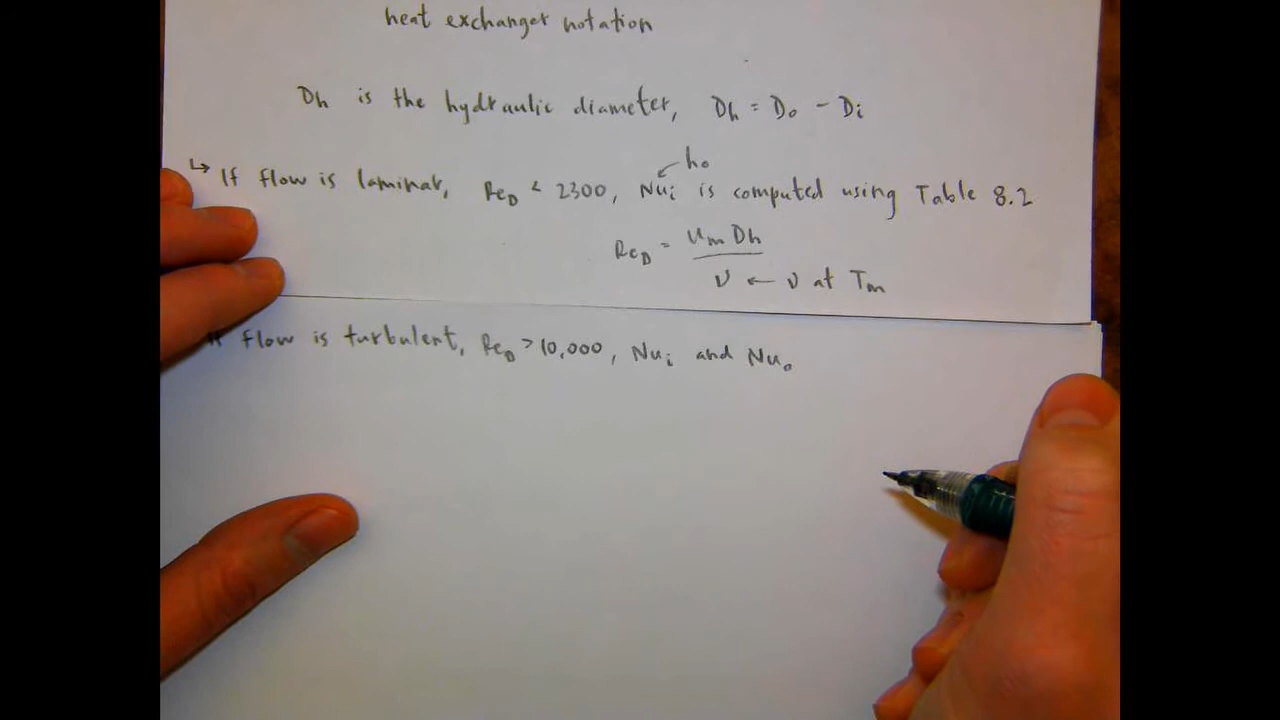 heat exchanger notation
Dh is the hydraulic diameter, Dh = Do - Di
ho
↳ If flow is laminar, ReD < 2300, Nui is computed using Table 8.2
ReD = um Dh
ν ← ν at Tm
If flow is turbulent, ReD > 10,000, Nui and Nuo